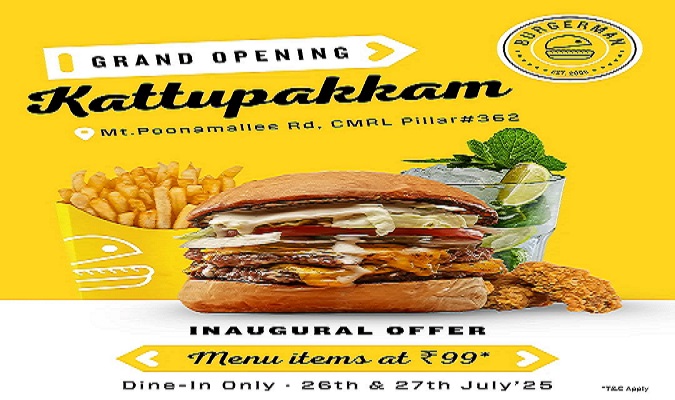 GRAND OPENING
BURGERMAN
EST. 2006
Kattupakkam
Mt.Poonamallee Rd, CMRL Pillar#362
INAUGURAL OFFER
Menu items at ₹99*
Dine-In Only · 26th & 27th July'25
*T&C Apply